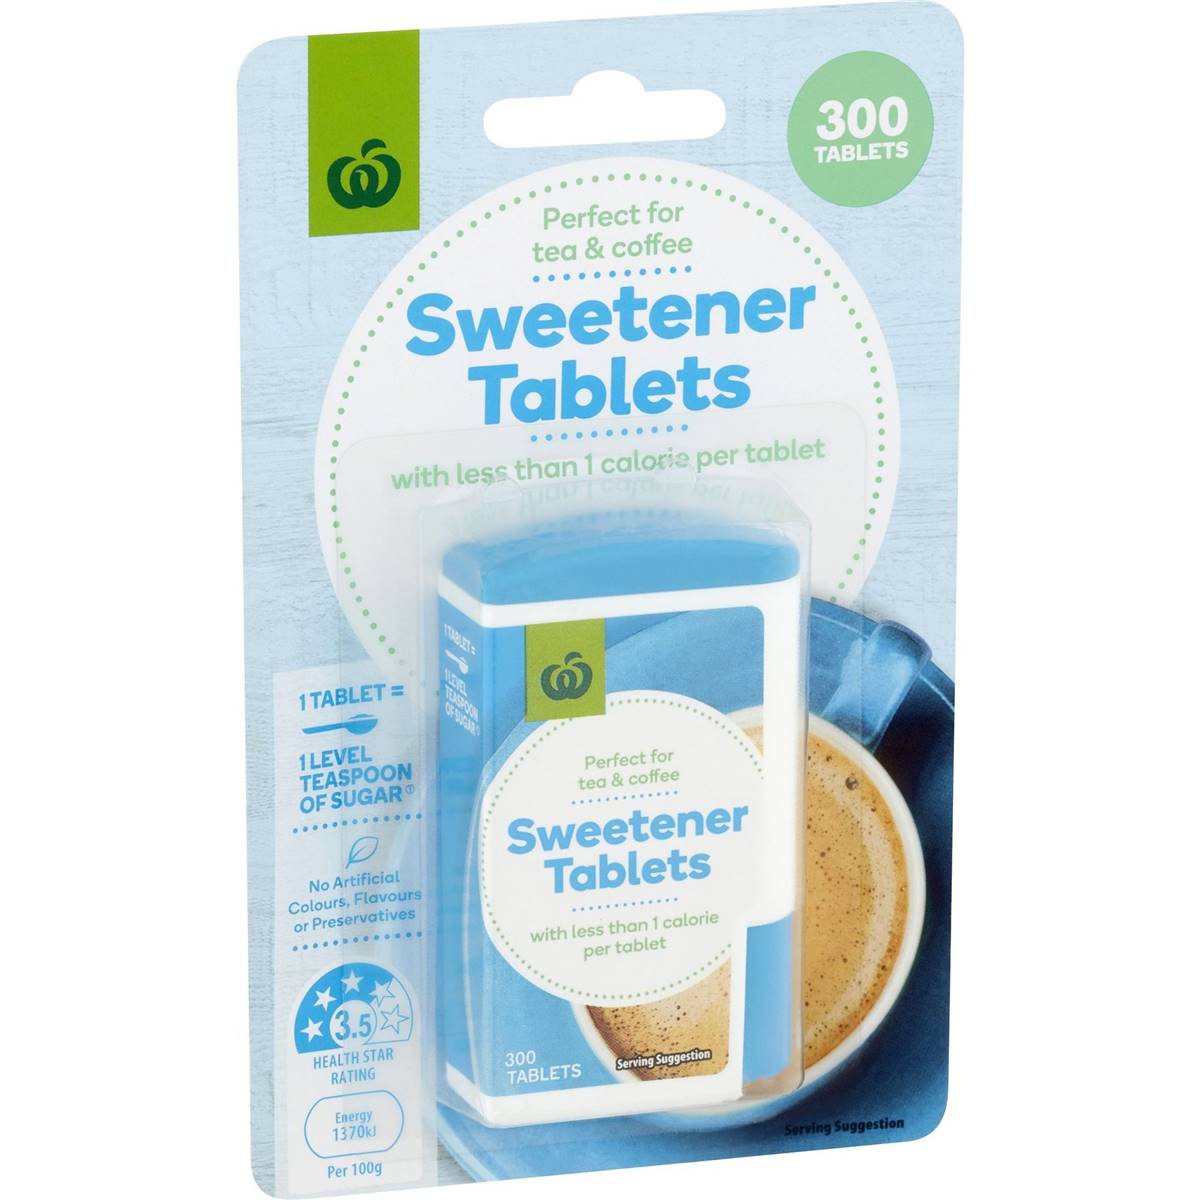 300
TABLETS
Perfect for
tea & coffee
Sweetener
Tablets
with less than 1 calorie per tablet
1 TABLET =
1 LEVEL
TEASPOON
OF SUGAR
No Artificial
Colours, Flavours
or Preservatives
3.5
HEALTH STAR
RATING
Energy
1370kJ
Per 100g
1 TABLET =
1 LEVEL
TEASPOON
OF SUGAR
Perfect for
tea & coffee
Sweetener
Tablets
with less than 1 calorie
per tablet
300
TABLETS
Serving Suggestion
Serving Suggestion